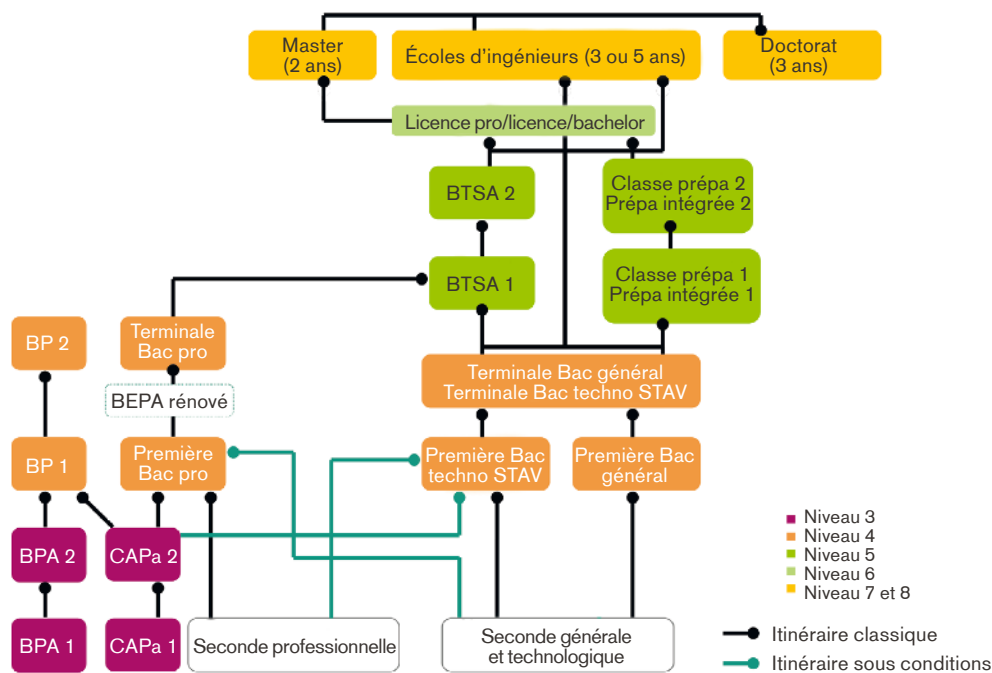 Master
(2 ans)
Écoles d'ingénieurs (3 ou 5 ans)
Doctorat
(3 ans)
Licence pro/licence/bachelor
BTSA 2
Classe prépa 2
Prépa intégrée 2
BTSA 1
Classe prépa 1
Prépa intégrée 1
BP 2
Terminale
Bac pro
Terminale Bac général
Terminale Bac techno STAV
BEPA rénové
BP 1
Première
Bac pro
Première Bac
techno STAV
Première Bac
général
BPA 2
CAPa 2
BPA 1
CAPa 1
Seconde professionnelle
Seconde générale
et technologique
Niveau 3
Niveau 4
Niveau 5
Niveau 6
Niveau 7 et 8
Itinéraire classique
Itinéraire sous conditions